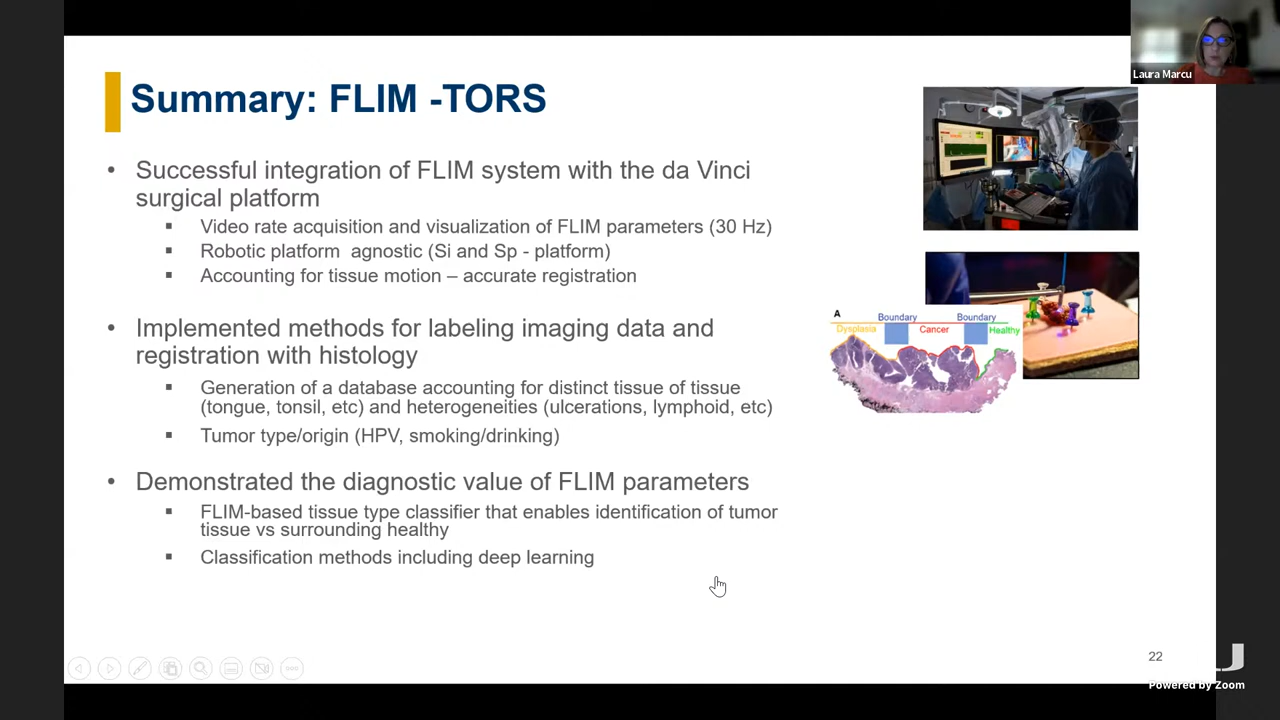 Laura Marcu
Summary: FLIM -TORS
• Successful integration of FLIM system with the da Vinci
surgical platform
▪ Video rate acquisition and visualization of FLIM parameters (30 Hz)
▪ Robotic platform agnostic (Si and Sp - platform)
▪ Accounting for tissue motion – accurate registration
• Implemented methods for labeling imaging data and
registration with histology
▪ Generation of a database accounting for distinct tissue of tissue
(tongue, tonsil, etc) and heterogeneities (ulcerations, lymphoid, etc)
▪ Tumor type/origin (HPV, smoking/drinking)
• Demonstrated the diagnostic value of FLIM parameters
▪ FLIM-based tissue type classifier that enables identification of tumor
tissue vs surrounding healthy
▪ Classification methods including deep learning
A
Boundary Boundary
Dysplasia Cancer Healthy
22
Powered by Zoom